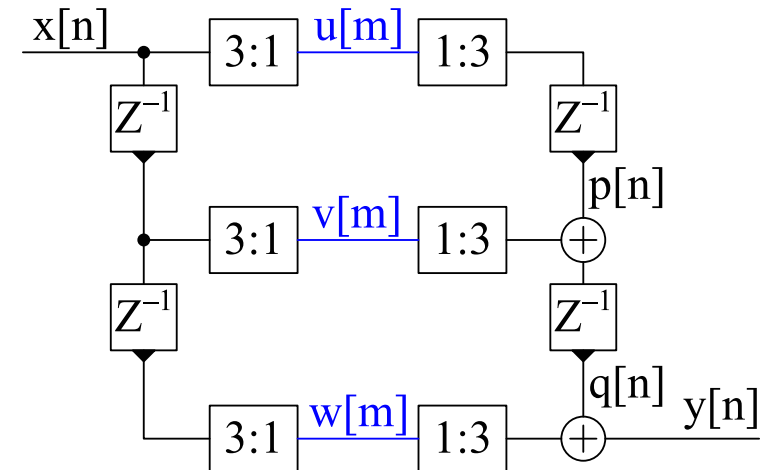 x[n] 3:1 u[m] 1:3
Z⁻¹ Z⁻¹
p[n]
3:1 v[m] 1:3 +
Z⁻¹ Z⁻¹
q[n]
3:1 w[m] 1:3 + y[n]